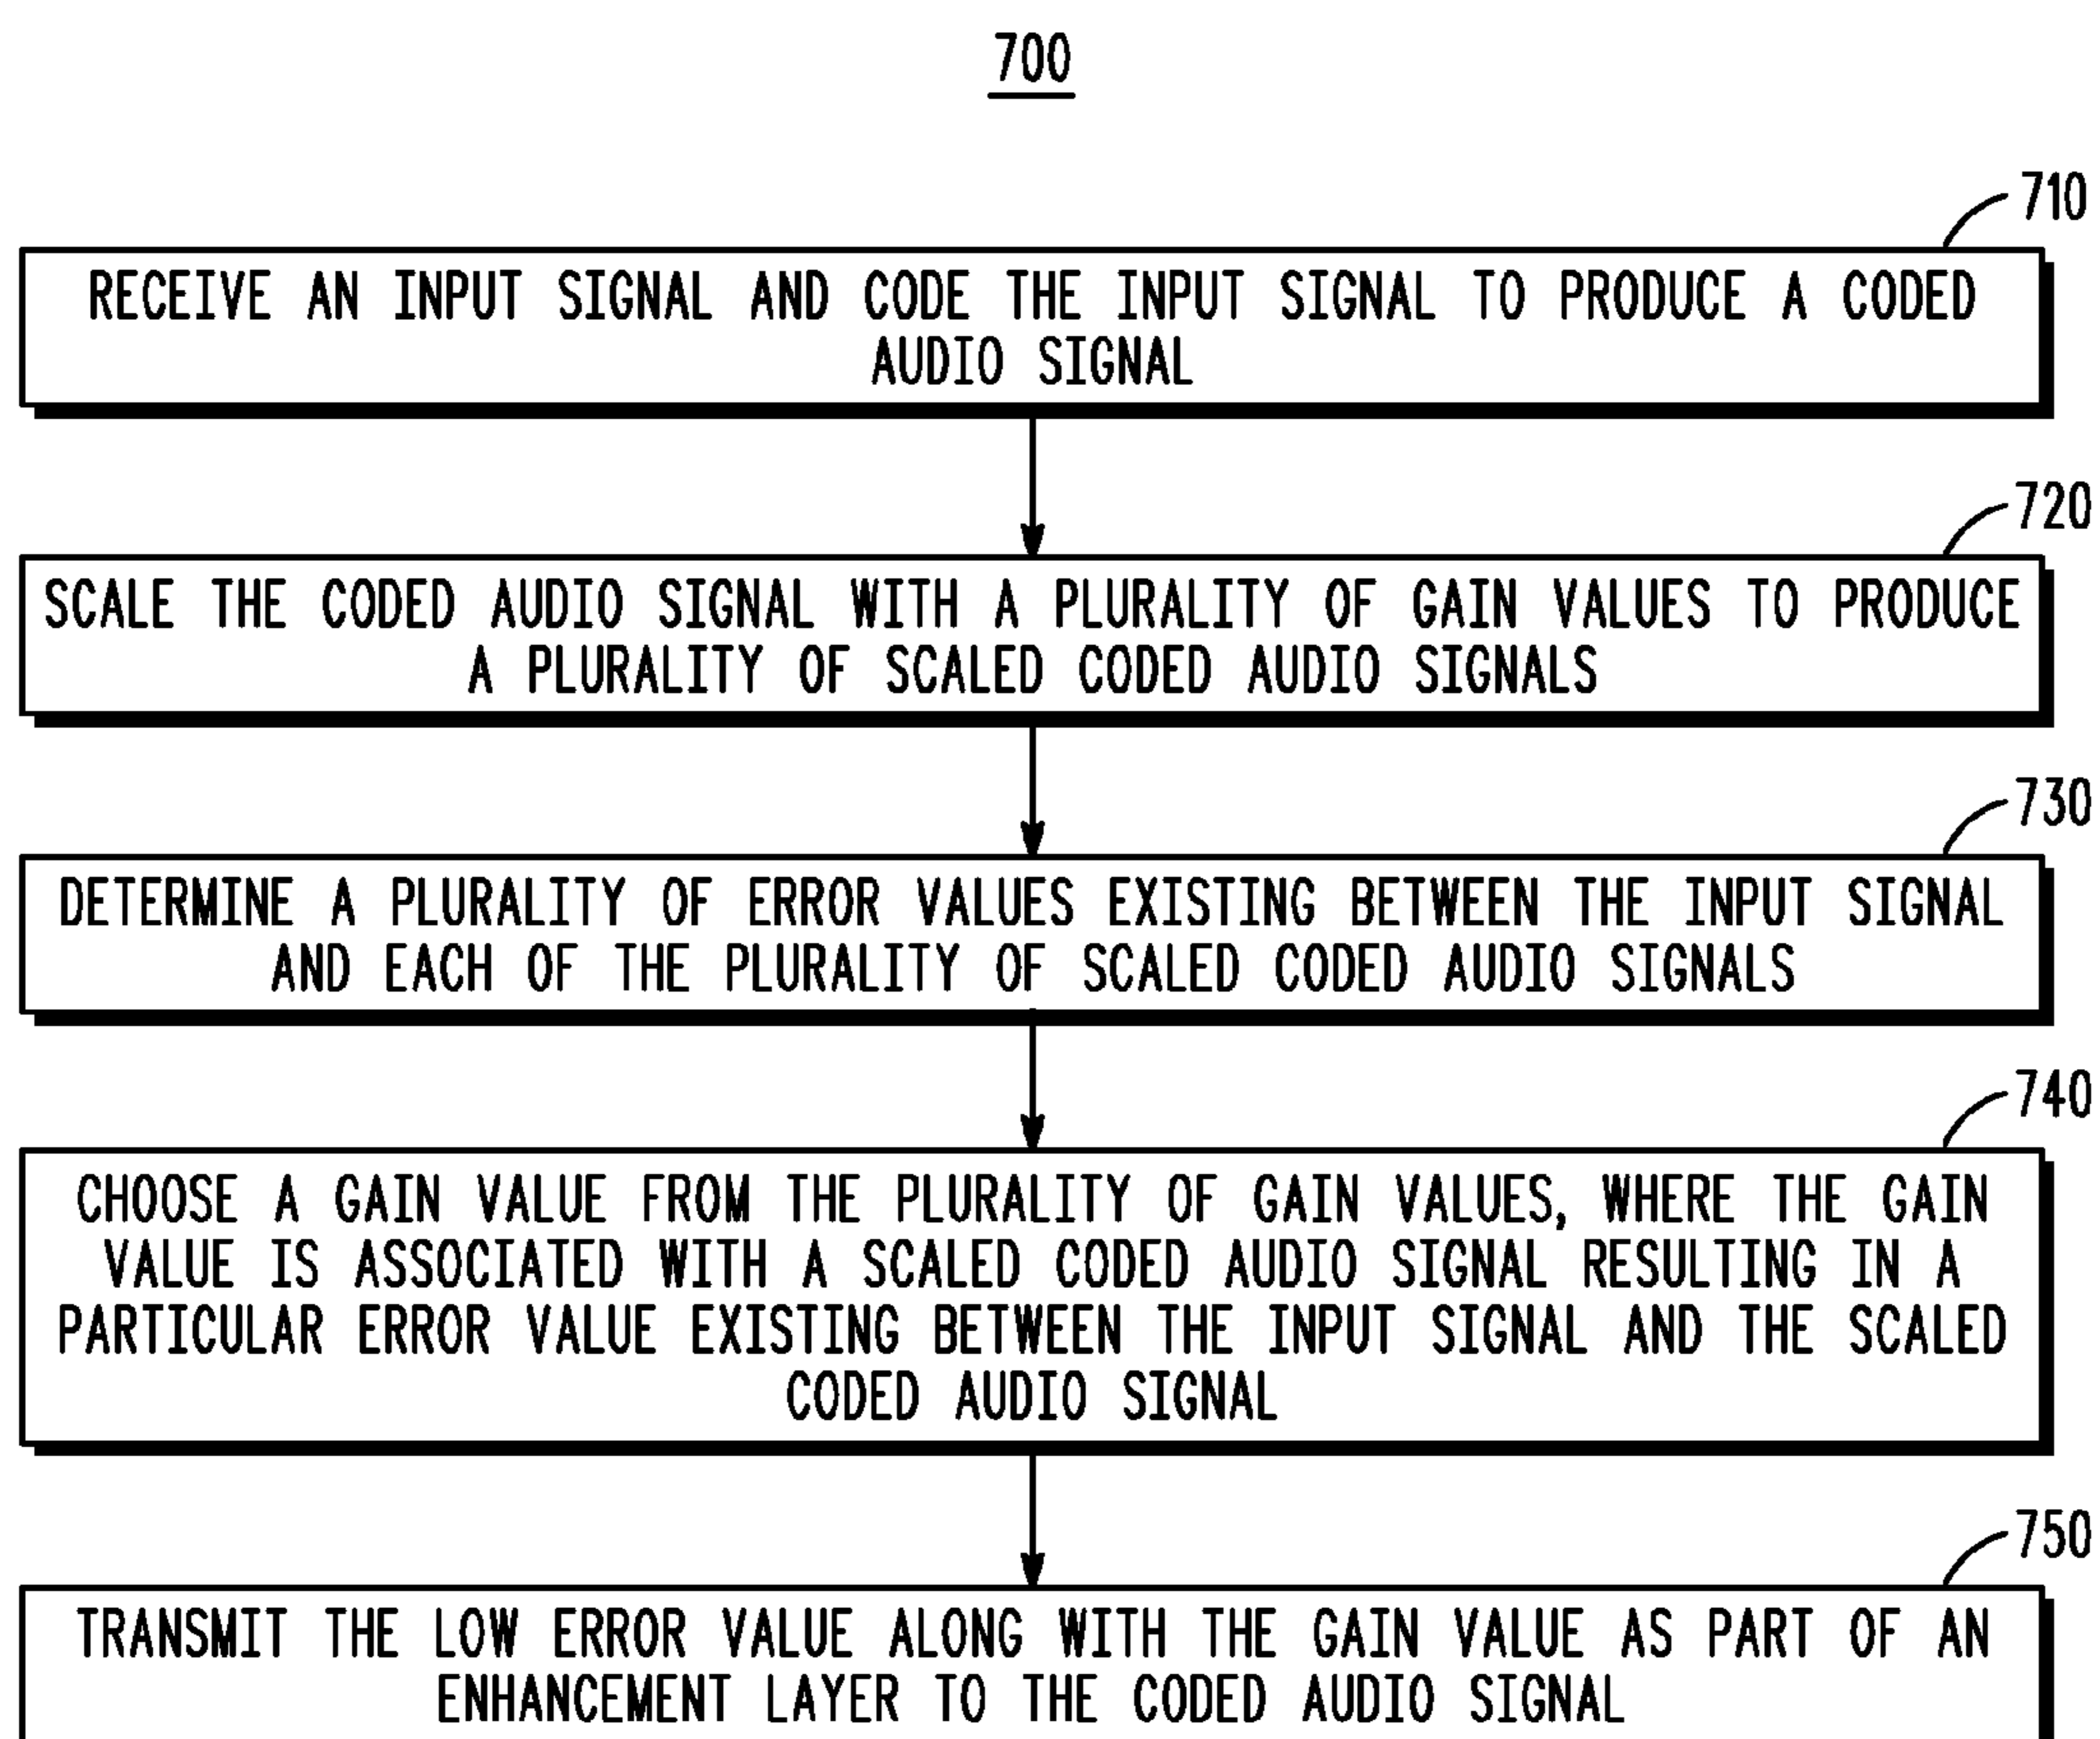 700
710
RECEIVE AN INPUT SIGNAL AND CODE THE INPUT SIGNAL TO PRODUCE A CODED
AUDIO SIGNAL
720
SCALE THE CODED AUDIO SIGNAL WITH A PLURALITY OF GAIN VALUES TO PRODUCE
A PLURALITY OF SCALED CODED AUDIO SIGNALS
730
DETERMINE A PLURALITY OF ERROR VALUES EXISTING BETWEEN THE INPUT SIGNAL
AND EACH OF THE PLURALITY OF SCALED CODED AUDIO SIGNALS
740
CHOOSE A GAIN VALUE FROM THE PLURALITY OF GAIN VALUES, WHERE THE GAIN
VALUE IS ASSOCIATED WITH A SCALED CODED AUDIO SIGNAL RESULTING IN A
PARTICULAR ERROR VALUE EXISTING BETWEEN THE INPUT SIGNAL AND THE SCALED
CODED AUDIO SIGNAL
750
TRANSMIT THE LOW ERROR VALUE ALONG WITH THE GAIN VALUE AS PART OF AN
ENHANCEMENT LAYER TO THE CODED AUDIO SIGNAL